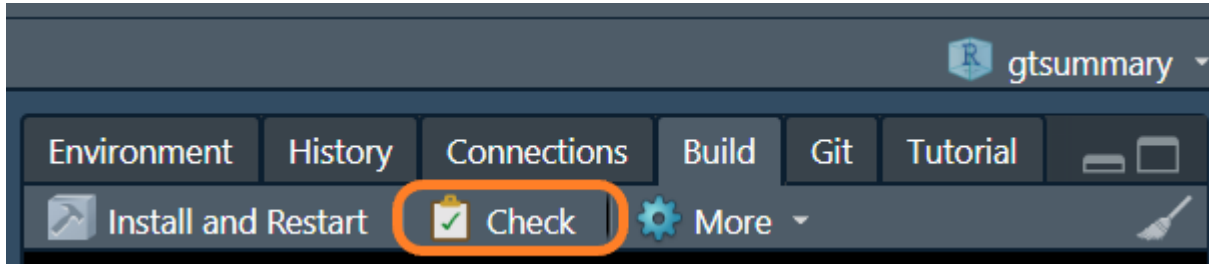 gtsummary
Environment History Connections Build Git Tutorial
Install and Restart Check More